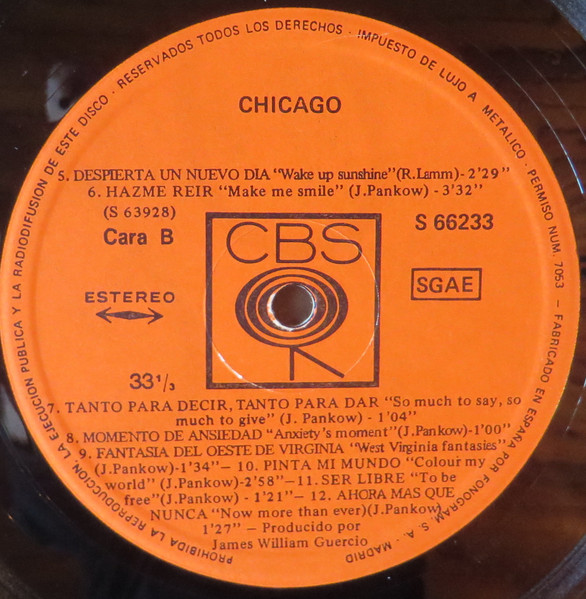 PROHIBIDA LA REPRODUCCION, LA EJECUCION PUBLICA Y LA RADIODIFUSION DE ESTE DISCO · RESERVADOS TODOS LOS DERECHOS · IMPUESTO DE LUJO A METALICO · PERMISO NUM. 7053 — FABRICADO EN ESPAÑA POR FONOGRAM, S. A. MADRID
CHICAGO
5. DESPIERTA UN NUEVO DIA "Wake up sunshine"(R.Lamm)-2'29"
6. HAZME REIR "Make me smile" (J.Pankow) - 3'32"
(S 63928)
Cara B
CBS
S 66233
ESTEREO
SGAE
33 1/3
7. TANTO PARA DECIR, TANTO PARA DAR "So much to say, so
much to give" (J. Pankow) - 1'04"
8. MOMENTO DE ANSIEDAD "Anxiety's moment"(J.Pankow)-1'00"
9. FANTASIA DEL OESTE DE VIRGINIA "West Virginia fantasies"
(J.Pankow)-1'34"— 10. PINTA MI MUNDO "Colour my
world" (J.Pankow)-2'58"—11. SER LIBRE "To be
free"(J.Pankow) - 1'21"— 12. AHORA MAS QUE
NUNCA "Now more than ever)(J.Pankow)
1'27" — Producido por
James William Guercio